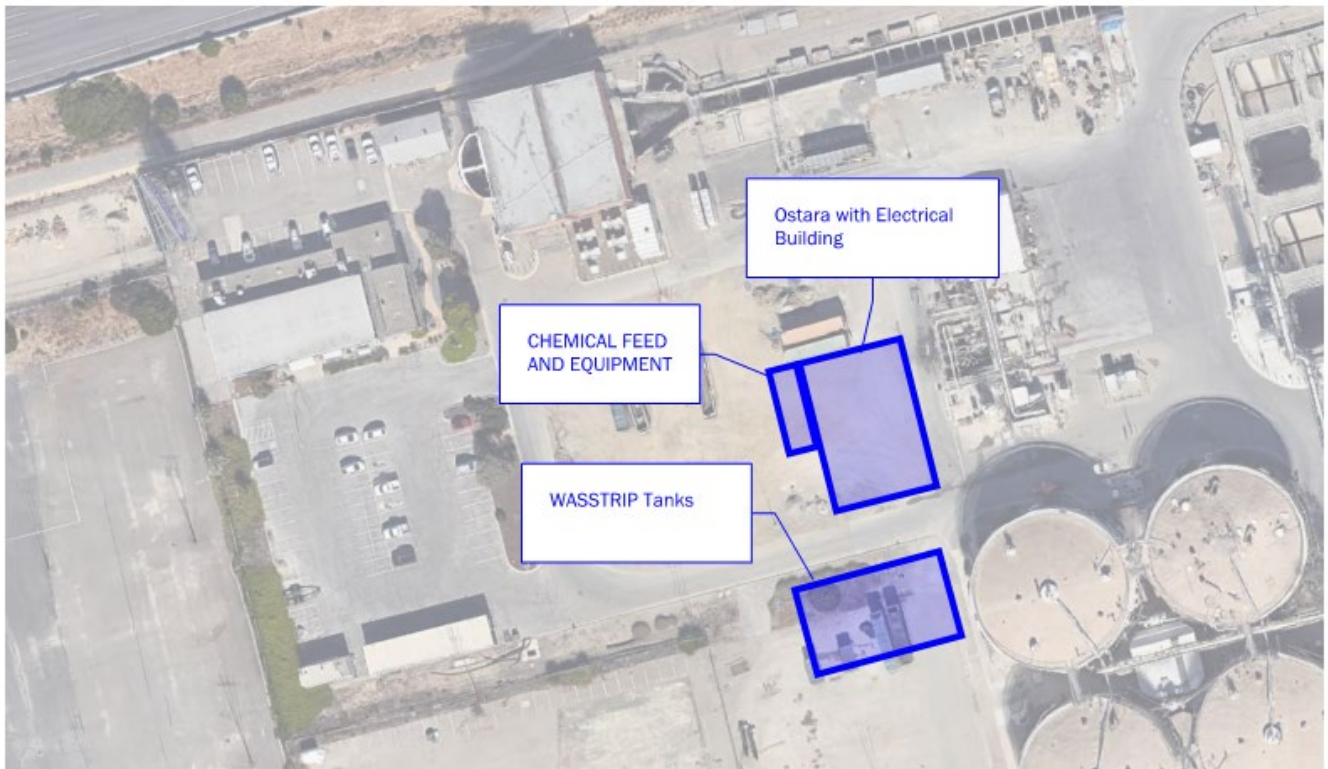 Ostara with Electrical
Building
CHEMICAL FEED
AND EQUIPMENT
WASSTRIP Tanks